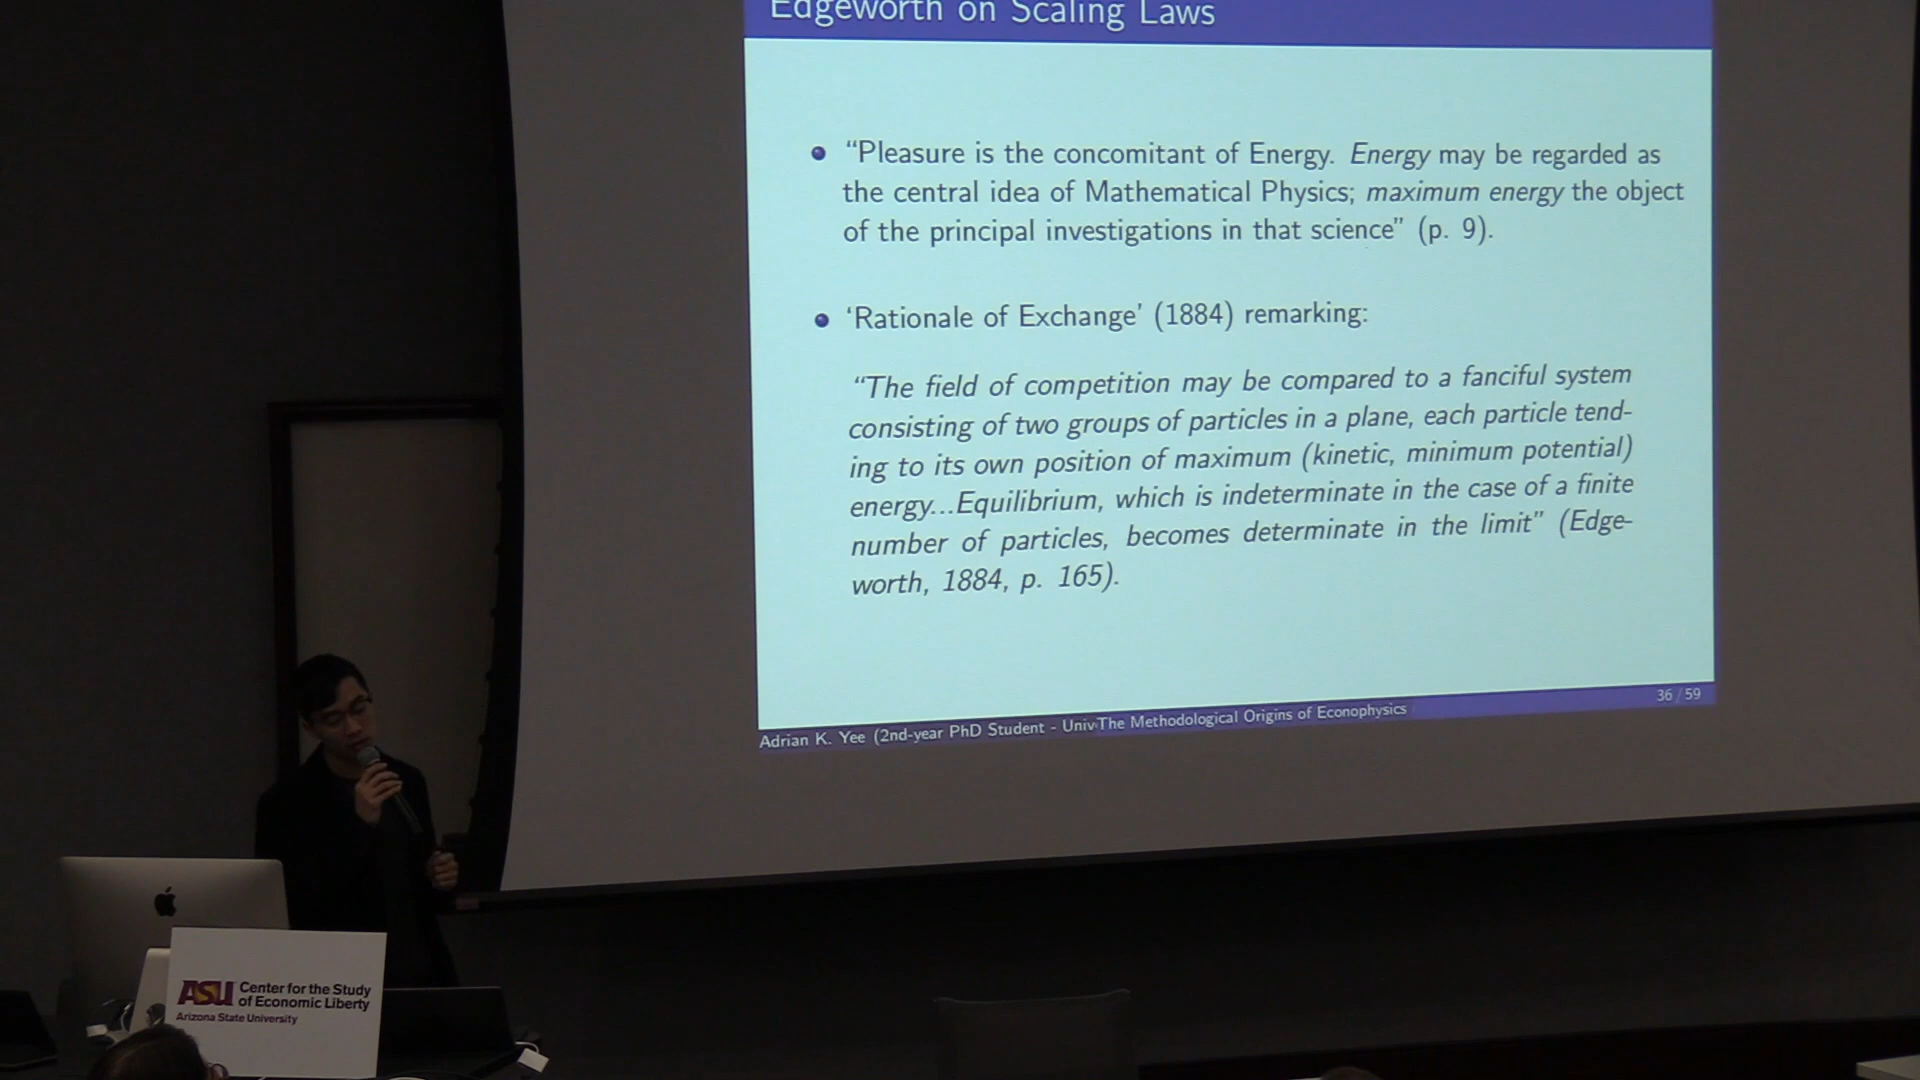 Edgeworth on Scaling Laws
“Pleasure is the concomitant of Energy. Energy may be regarded as
the central idea of Mathematical Physics; maximum energy the object
of the principal investigations in that science” (p. 9).
‘Rationale of Exchange’ (1884) remarking:
“The field of competition may be compared to a fanciful system
consisting of two groups of particles in a plane, each particle tend-
ing to its own position of maximum (kinetic, minimum potential)
energy...Equilibrium, which is indeterminate in the case of a finite
number of particles, becomes determinate in the limit” (Edge-
worth, 1884, p. 165).
36 / 59
Adrian K. Yee (2nd-year PhD Student - Univ The Methodological Origins of Econophysics
ASU Center for the Study
of Economic Liberty
Arizona State University